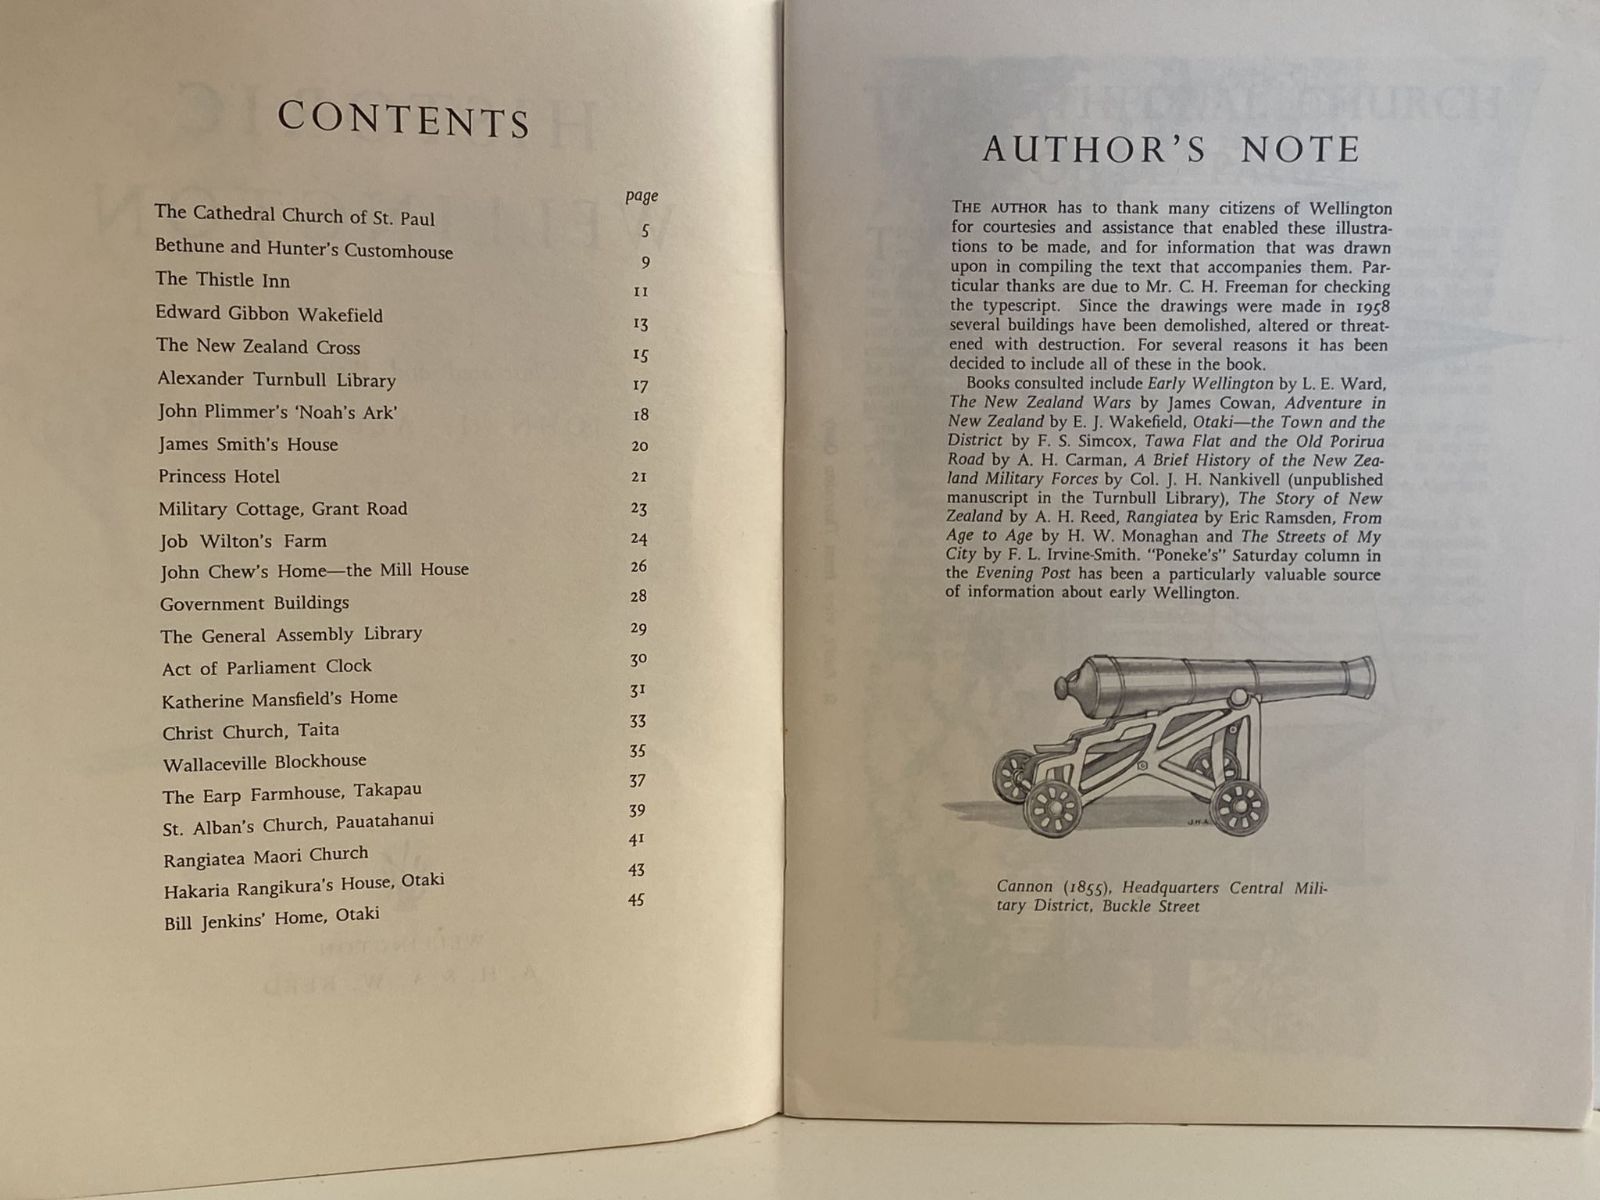 CONTENTS
page
The Cathedral Church of St. Paul 5
Bethune and Hunter's Customhouse 9
The Thistle Inn 11
Edward Gibbon Wakefield 13
The New Zealand Cross 15
Alexander Turnbull Library 17
John Plimmer's 'Noah's Ark' 18
James Smith's House 20
Princess Hotel 21
Military Cottage, Grant Road 23
Job Wilton's Farm 24
John Chew's Home—the Mill House 26
Government Buildings 28
The General Assembly Library 29
Act of Parliament Clock 30
Katherine Mansfield's Home 31
Christ Church, Taita 33
Wallaceville Blockhouse 35
The Earp Farmhouse, Takapau 37
St. Alban's Church, Pauatahanui 39
Rangiatea Maori Church 41
Hakaria Rangikura's House, Otaki 43
Bill Jenkins' Home, Otaki 45
AUTHOR'S NOTE
THE AUTHOR has to thank many citizens of Wellington
for courtesies and assistance that enabled these illustra-
tions to be made, and for information that was drawn
upon in compiling the text that accompanies them. Par-
ticular thanks are due to Mr. C. H. Freeman for checking
the typescript. Since the drawings were made in 1958
several buildings have been demolished, altered or threat-
ened with destruction. For several reasons it has been
decided to include all of these in the book.
Books consulted include Early Wellington by L. E. Ward,
The New Zealand Wars by James Cowan, Adventure in
New Zealand by E. J. Wakefield, Otaki—the Town and the
District by F. S. Simcox, Tawa Flat and the Old Porirua
Road by A. H. Carman, A Brief History of the New Zea-
land Military Forces by Col. J. H. Nankivell (unpublished
manuscript in the Turnbull Library), The Story of New
Zealand by A. H. Reed, Rangiatea by Eric Ramsden, From
Age to Age by H. W. Monaghan and The Streets of My
City by F. L. Irvine-Smith. "Poneke's" Saturday column in
the Evening Post has been a particularly valuable source
of information about early Wellington.
J.H.A.
Cannon (1855), Headquarters Central Mili-
tary District, Buckle Street